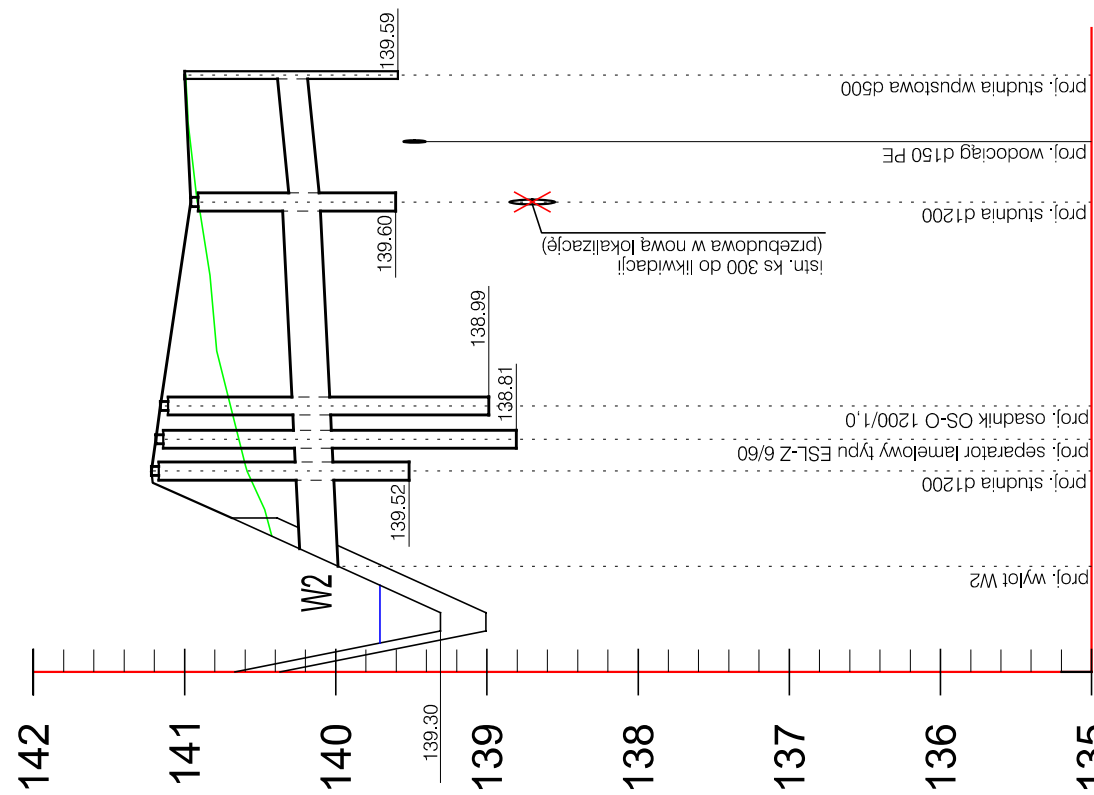 142
141
140
139
138
137
136
135
139.30
W2
139.52
138.81
138.99
139.60
139.59
proj. wylot W2
proj. studnia d1200
proj. separator lamelowy typu ESL-Z 6/60
proj. osadnik OS-O 1200/1,0
istn. ks 300 do likwidacji
(przebudowa w nową lokalizację)
proj. studnia d1200
proj. wodociąg d150 PE
proj. studnia wpustowa d500